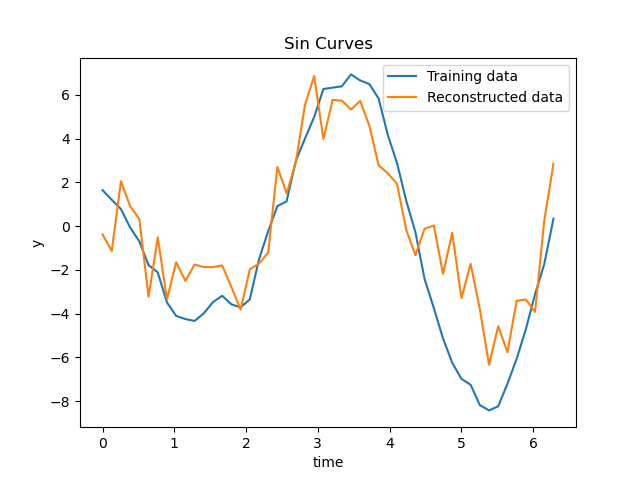 Sin Curves
Training data
Reconstructed data
6
4
2
0
−2
−4
−6
−8
y
0 1 2 3 4 5 6
time